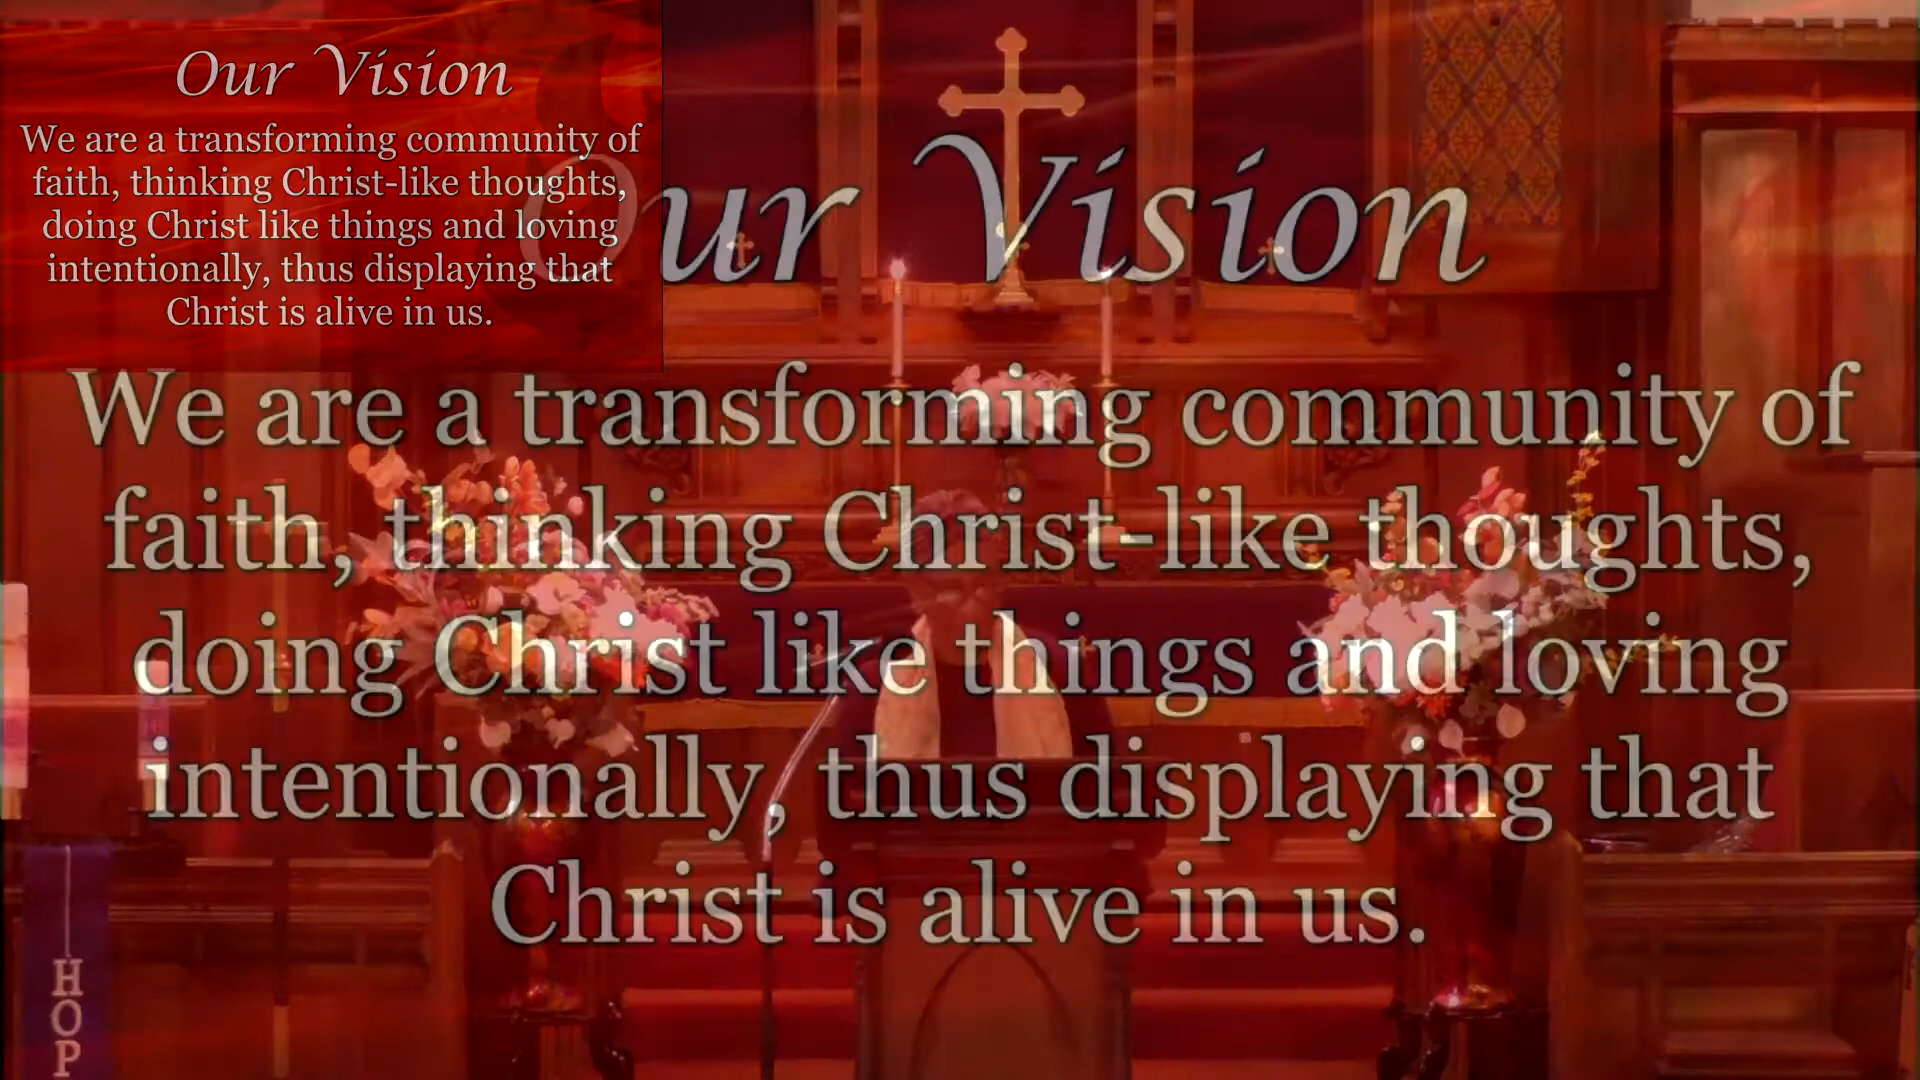 Our Vision
We are a transforming community of
faith, thinking Christ-like thoughts,
doing Christ like things and loving
intentionally, thus displaying that
Christ is alive in us.
Our Vision
We are a transforming community of
faith, thinking Christ-like thoughts,
doing Christ like things and loving
intentionally, thus displaying that
Christ is alive in us.
HOP